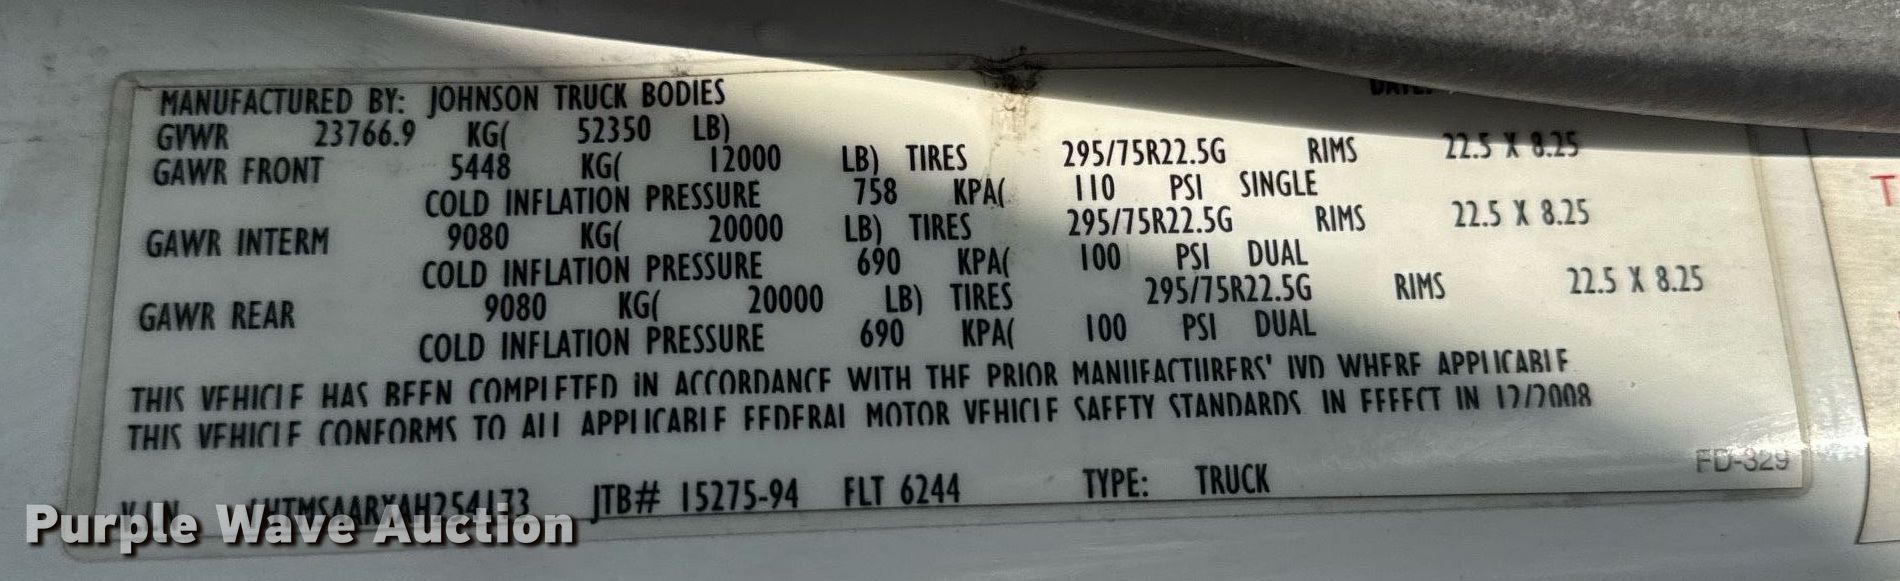 MANUFACTURED BY: JOHNSON TRUCK BODIES
GVWR 23766.9 KG( 52350 LB)
GAWR FRONT 5448 KG( 12000 LB) TIRES 295/75R22.5G RIMS 22.5 X 8.25
COLD INFLATION PRESSURE 758 KPA( 110 PSI SINGLE
GAWR INTERM 9080 KG( 20000 LB) TIRES 295/75R22.5G RIMS 22.5 X 8.25
COLD INFLATION PRESSURE 690 KPA( 100 PSI DUAL
GAWR REAR 9080 KG( 20000 LB) TIRES 295/75R22.5G RIMS 22.5 X 8.25
COLD INFLATION PRESSURE 690 KPA( 100 PSI DUAL
THIS VEHICLE HAS BEEN COMPLETED IN ACCORDANCE WITH THE PRIOR MANUFACTURERS' IVD WHERE APPLICABLE
THIS VEHICLE CONFORMS TO ALL APPLICABLE FEDERAL MOTOR VEHICLE SAFETY STANDARDS IN EFFECT IN 12/2008
FD-329
V.I.N. JTB# 15275-94 FLT 6244 TYPE: TRUCK
Purple Wave Auction